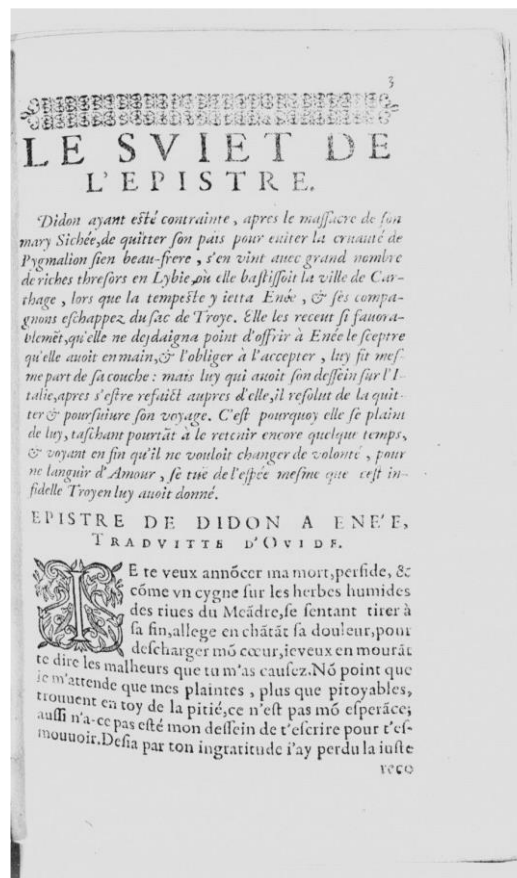 3
LE SVIET DE
L'EPISTRE.
Didon ayant esté contrainte, apres le massacre de son
mary Sichée, de quitter son païs pour euiter la cruauté de
Pygmalion sien beau-frere, s'en vint auec grand nombre
de riches thresors en Lybie, où elle bastissoit la ville de Car-
thage, lors que la tempeste y ietta Enée, & ses compa-
gnons eschappez du sac de Troye. Elle les receut si fauora-
blemẽt, qu'elle ne desdaigna point d'offrir à Enée le sceptre
qu'elle auoit en main, & l'obliger à l'accepter, luy fit mes
me part de sa couche: mais luy qui auoit son dessein sur l'I-
talie, apres s'estre refaict aupres d'elle, il resolut de la quit-
ter & poursuiure son voyage. C'est pourquoy elle se plaint
de luy, taschant pourtãt à le retenir encore quelque temps,
& voyant en fin qu'il ne vouloit changer de volonté, pour
ne languir d'Amour, se tuë de l'espée mesme que cest in-
fidelle Troyen luy auoit donné.
EPISTRE DE DIDON A ENE'E,
TRADVITTE D'OVIDE.
IE te veux annõcer ma mort, perfide, &
cõme vn cygne sur les herbes humides
des riues du Meãdre, se sentant tirer à
sa fin, allege en chãtãt sa douleur, pour
descharger mõ cœur, ie veux en mourãt
te dire les malheurs que tu m'as causez. Nõ point que
ie m'attende que mes plaintes, plus que pitoyables,
trouuent en toy de la pitié, ce n'est pas mõ esperãce;
aussi n'a-ce pas esté mon dessein de t'escrire pour t'es-
mouuoir. Desia par ton ingratitude i'ay perdu la iuste
reco